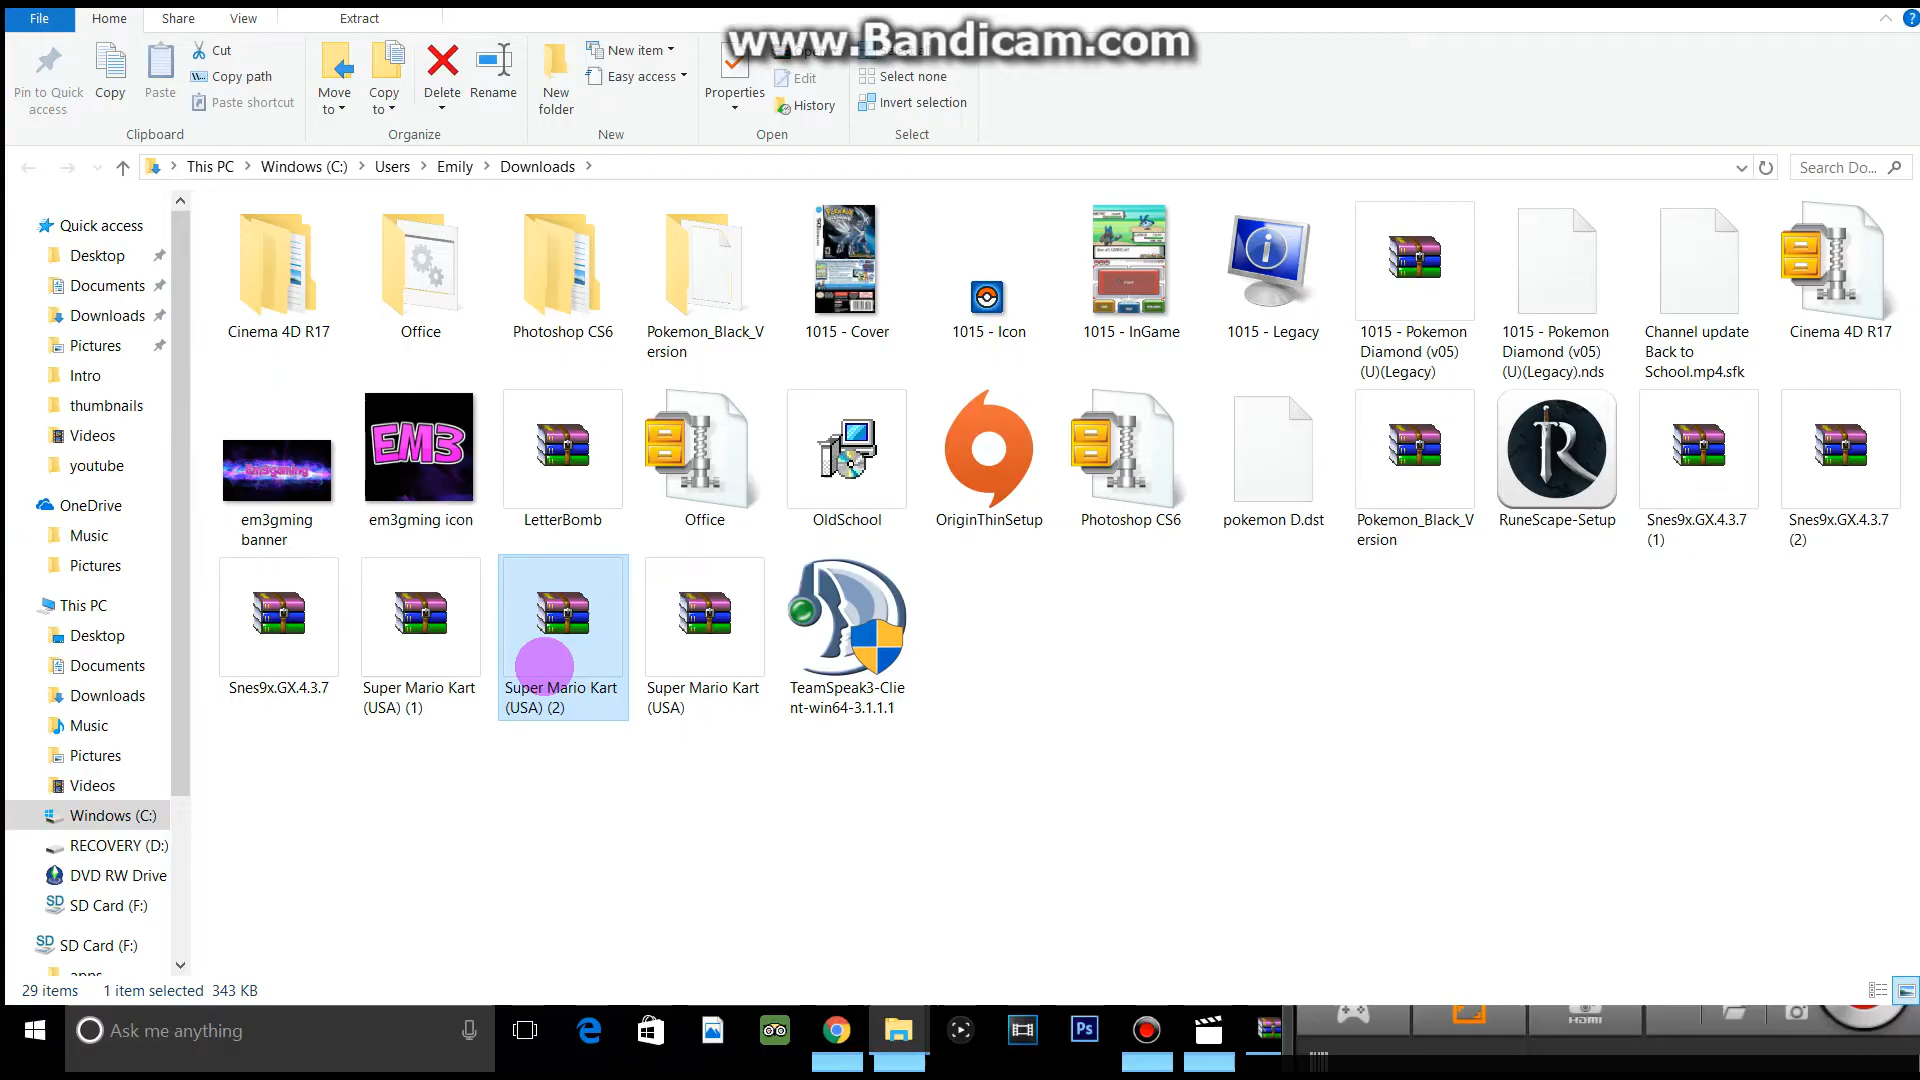 File Home Share View Extract
www.Bandicam.com
Pin to Quick access
Copy
Paste
Cut
Copy path
Paste shortcut
Clipboard
Move to
Copy to
Delete
Rename
Organize
New folder
New item
Easy access
New
Properties
Edit
History
Open
Select none
Invert selection
Select
This PC Windows (C:) Users Emily Downloads
Search Do...
Quick access
Desktop
Documents
Downloads
Pictures
Intro
thumbnails
Videos
youtube
OneDrive
Music
Pictures
This PC
Desktop
Documents
Downloads
Music
Pictures
Videos
Windows (C:)
RECOVERY (D:)
DVD RW Drive
SD Card (F:)
SD Card (F:)
Cinema 4D R17
Office
Photoshop CS6
Pokemon_Black_V
ersion
1015 - Cover
1015 - Icon
1015 - InGame
1015 - Legacy
1015 - Pokemon
Diamond (v05)
(U)(Legacy)
1015 - Pokemon
Diamond (v05)
(U)(Legacy).nds
Channel update
Back to
School.mp4.sfk
Cinema 4D R17
EM3
em3gming
banner
em3gming icon
LetterBomb
Office
OldSchool
OriginThinSetup
Photoshop CS6
pokemon D.dst
Pokemon_Black_V
ersion
RuneScape-Setup
Snes9x.GX.4.3.7
(1)
Snes9x.GX.4.3.7
(2)
Snes9x.GX.4.3.7
Super Mario Kart
(USA) (1)
Super Mario Kart
(USA) (2)
Super Mario Kart
(USA)
TeamSpeak3-Clie
nt-win64-3.1.1.1
29 items 1 item selected 343 KB
Ask me anything
Ps
HDMI